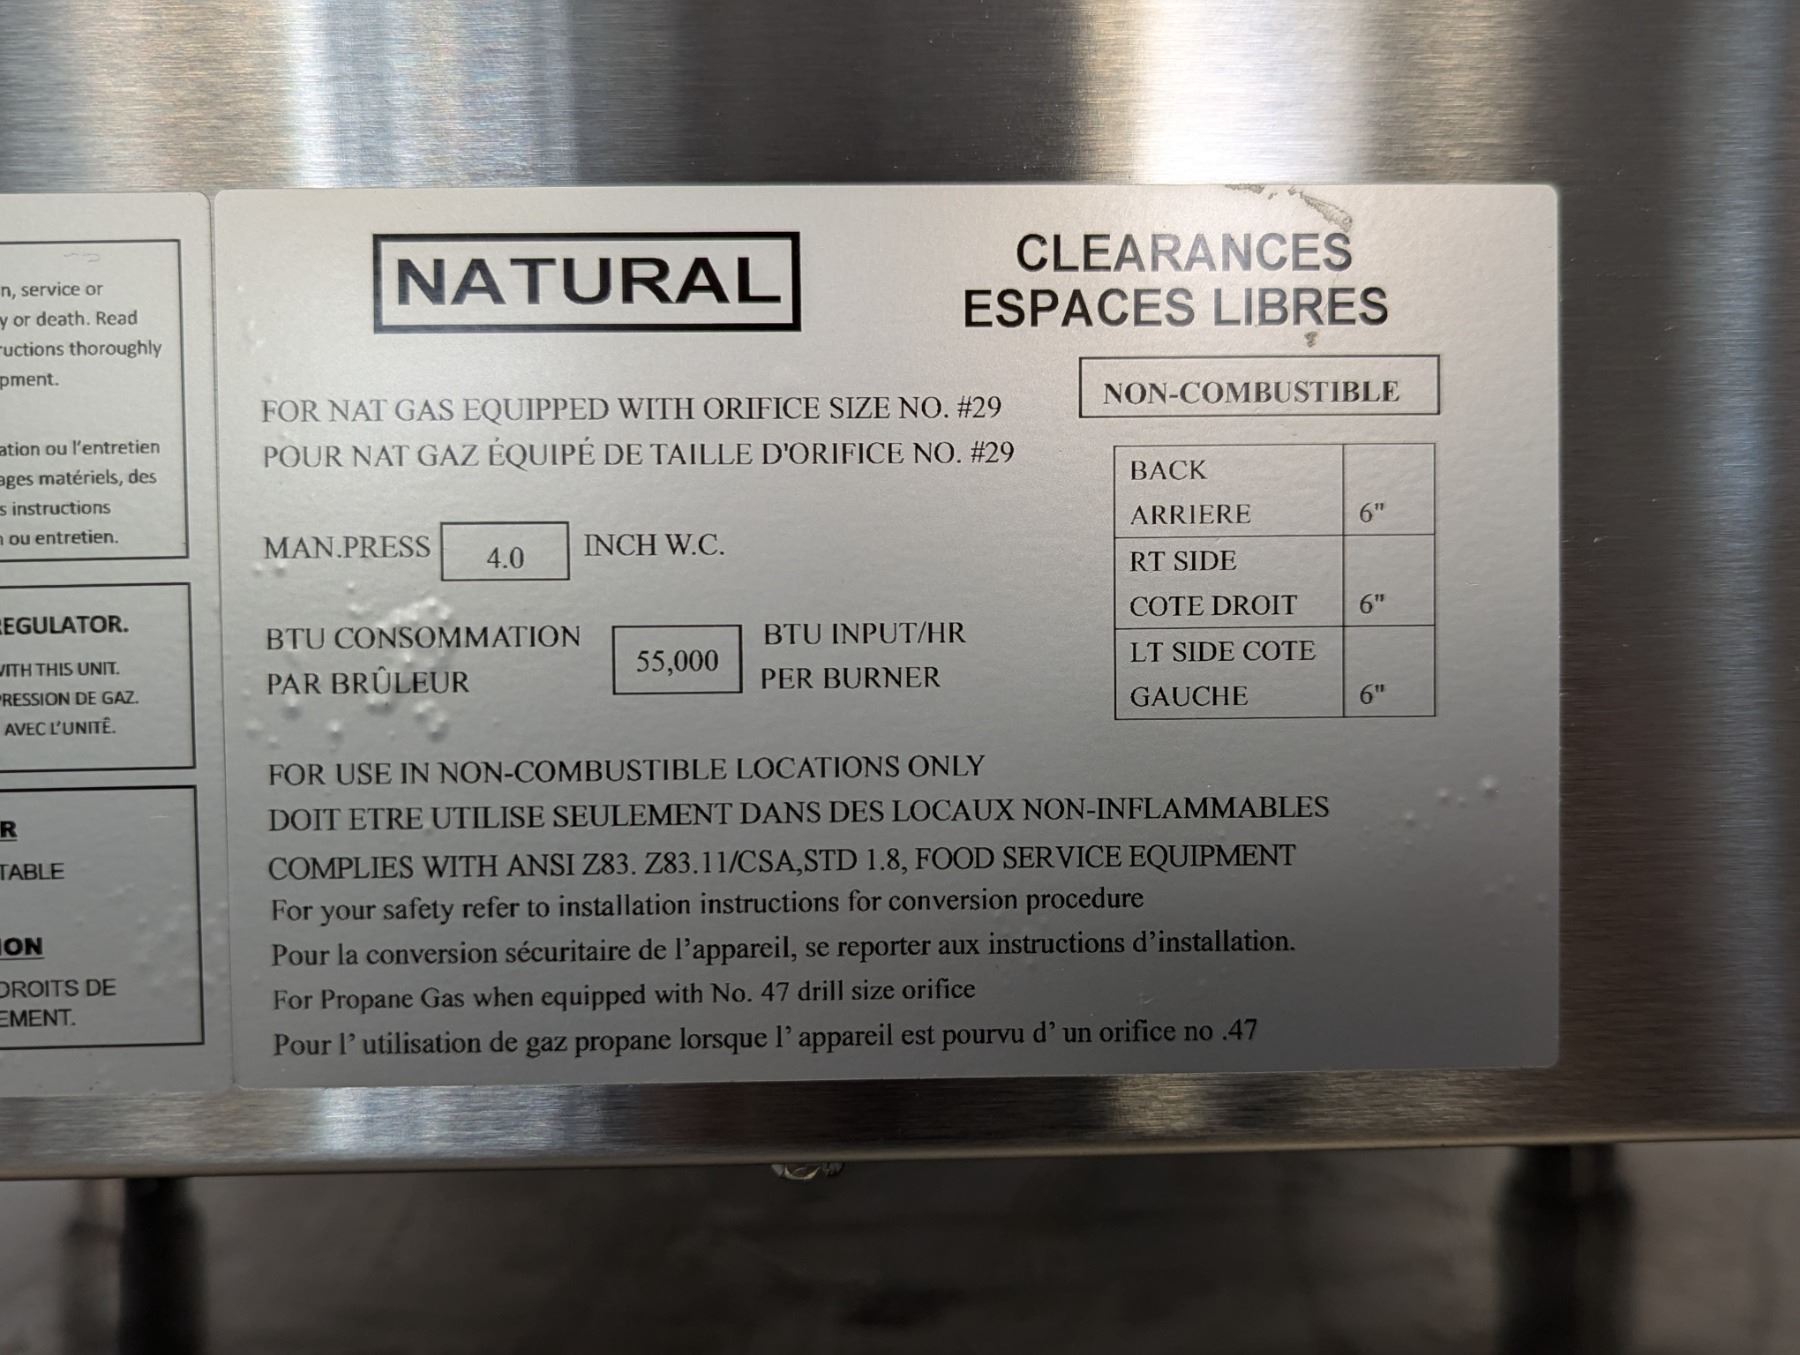 n, service or
y or death. Read
ructions thoroughly
pment.
ation ou l'entretien
ages matériels, des
s instructions
n ou entretien.
REGULATOR.
WITH THIS UNIT.
PRESSION DE GAZ.
AVEC L'UNITÊ.
R
TABLE
ION
DROITS DE
EMENT.
NATURAL
FOR NAT GAS EQUIPPED WITH ORIFICE SIZE NO. #29
POUR NAT GAZ ÉQUIPÉ DE TAILLE D'ORIFICE NO. #29
MAN.PRESS 4.0 INCH W.C.
BTU CONSOMMATION
PAR BRÛLEUR
55,000
BTU INPUT/HR
PER BURNER
CLEARANCES
ESPACES LIBRES
NON-COMBUSTIBLE
BACK
ARRIERE 6"
RT SIDE
COTE DROIT 6"
LT SIDE COTE
GAUCHE 6"
FOR USE IN NON-COMBUSTIBLE LOCATIONS ONLY
DOIT ETRE UTILISE SEULEMENT DANS DES LOCAUX NON-INFLAMMABLES
COMPLIES WITH ANSI Z83. Z83.11/CSA,STD 1.8, FOOD SERVICE EQUIPMENT
For your safety refer to installation instructions for conversion procedure
Pour la conversion sécuritaire de l'appareil, se reporter aux instructions d'installation.
For Propane Gas when equipped with No. 47 drill size orifice
Pour l' utilisation de gaz propane lorsque l' appareil est pourvu d' un orifice no .47